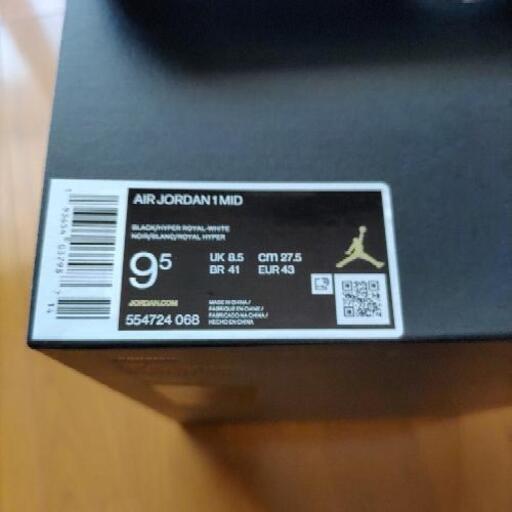 AIR JORDAN 1 MID
BLACK/HYPER ROYAL-WHITE
NOIR/BLANC/ROYAL HYPER
9 5
UK 8.5 cm 27.5
BR 41 EUR 43
JORDAN.COM
554724 068
MADE IN CHINA /
FABRIQUE EN CHINE /
FABRICADO NA CHINA /
HECHO EN CHINA